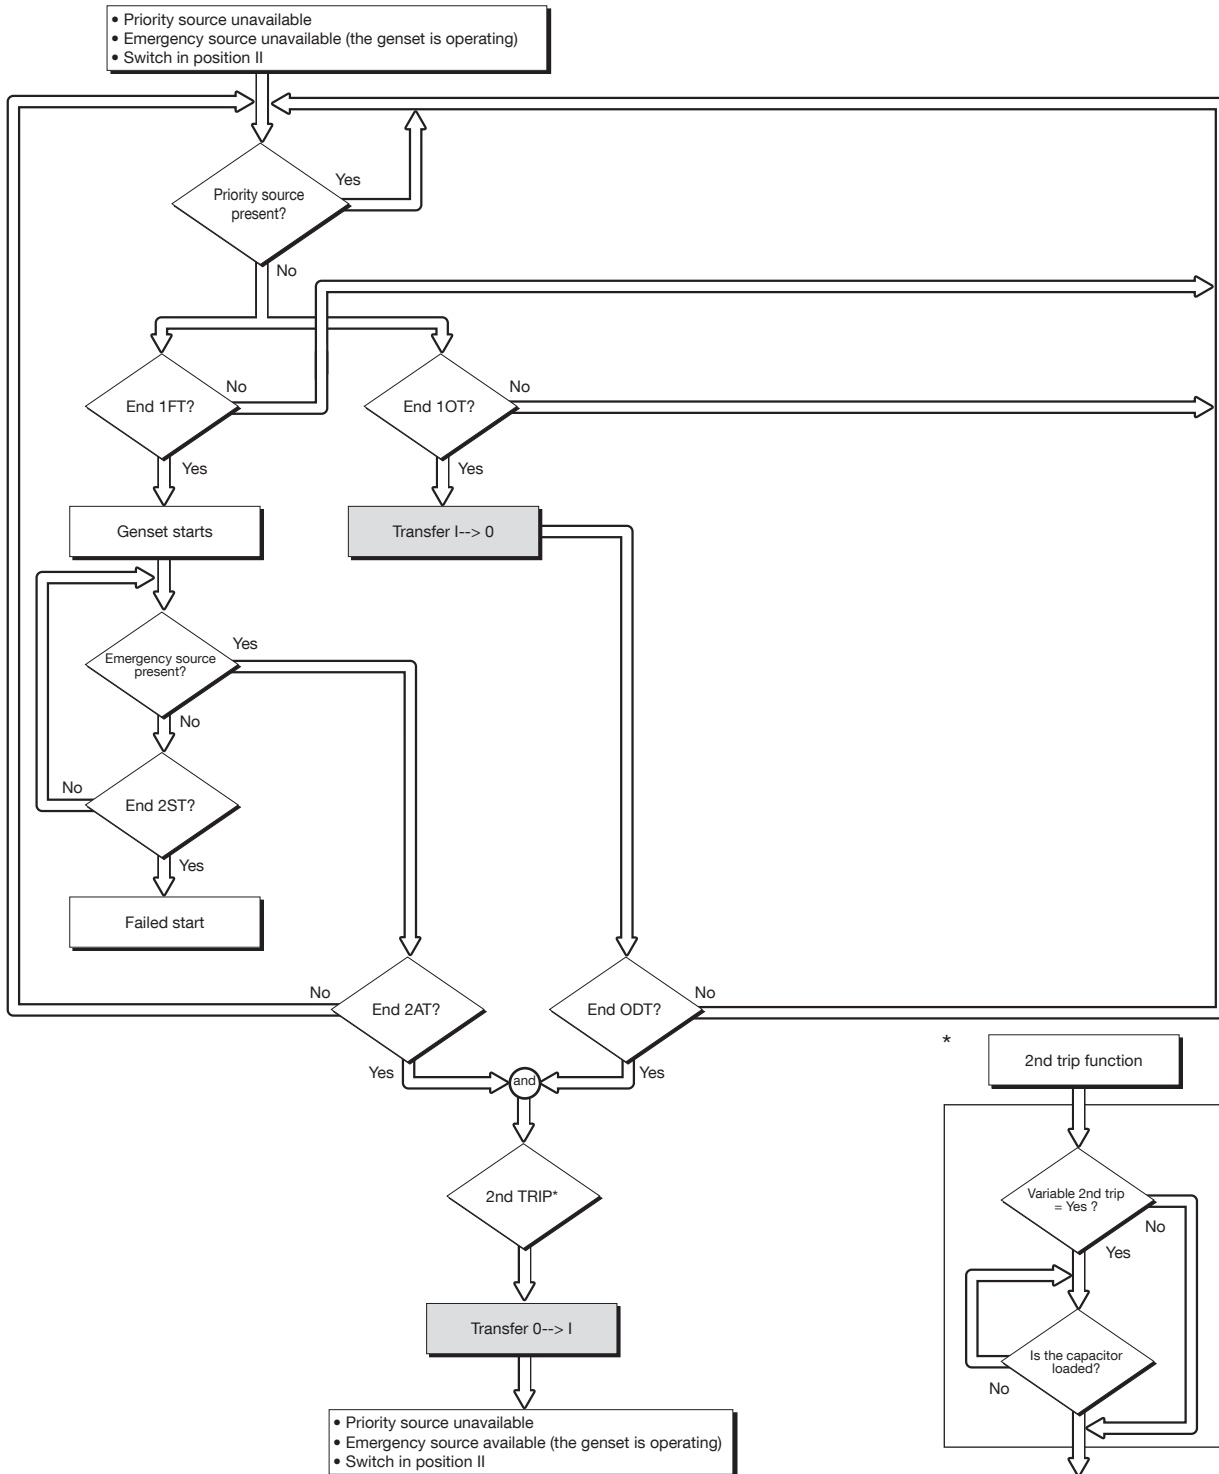 • Priority source unavailable
• Emergency source unavailable (the genset is operating)
• Switch in position II
Priority source
present?
Yes
No
End 1FT?
No
Yes
End 1OT?
No
Yes
Genset starts
Transfer I--> 0
Emergency source
present?
Yes
No
End 2ST?
No
Yes
Failed start
End 2AT?
No
Yes
End ODT?
No
Yes
and
2nd TRIP*
Transfer 0--> I
• Priority source unavailable
• Emergency source available (the genset is operating)
• Switch in position II
*
2nd trip function
Variable 2nd trip
= Yes ?
No
Yes
Is the capacitor
loaded?
No